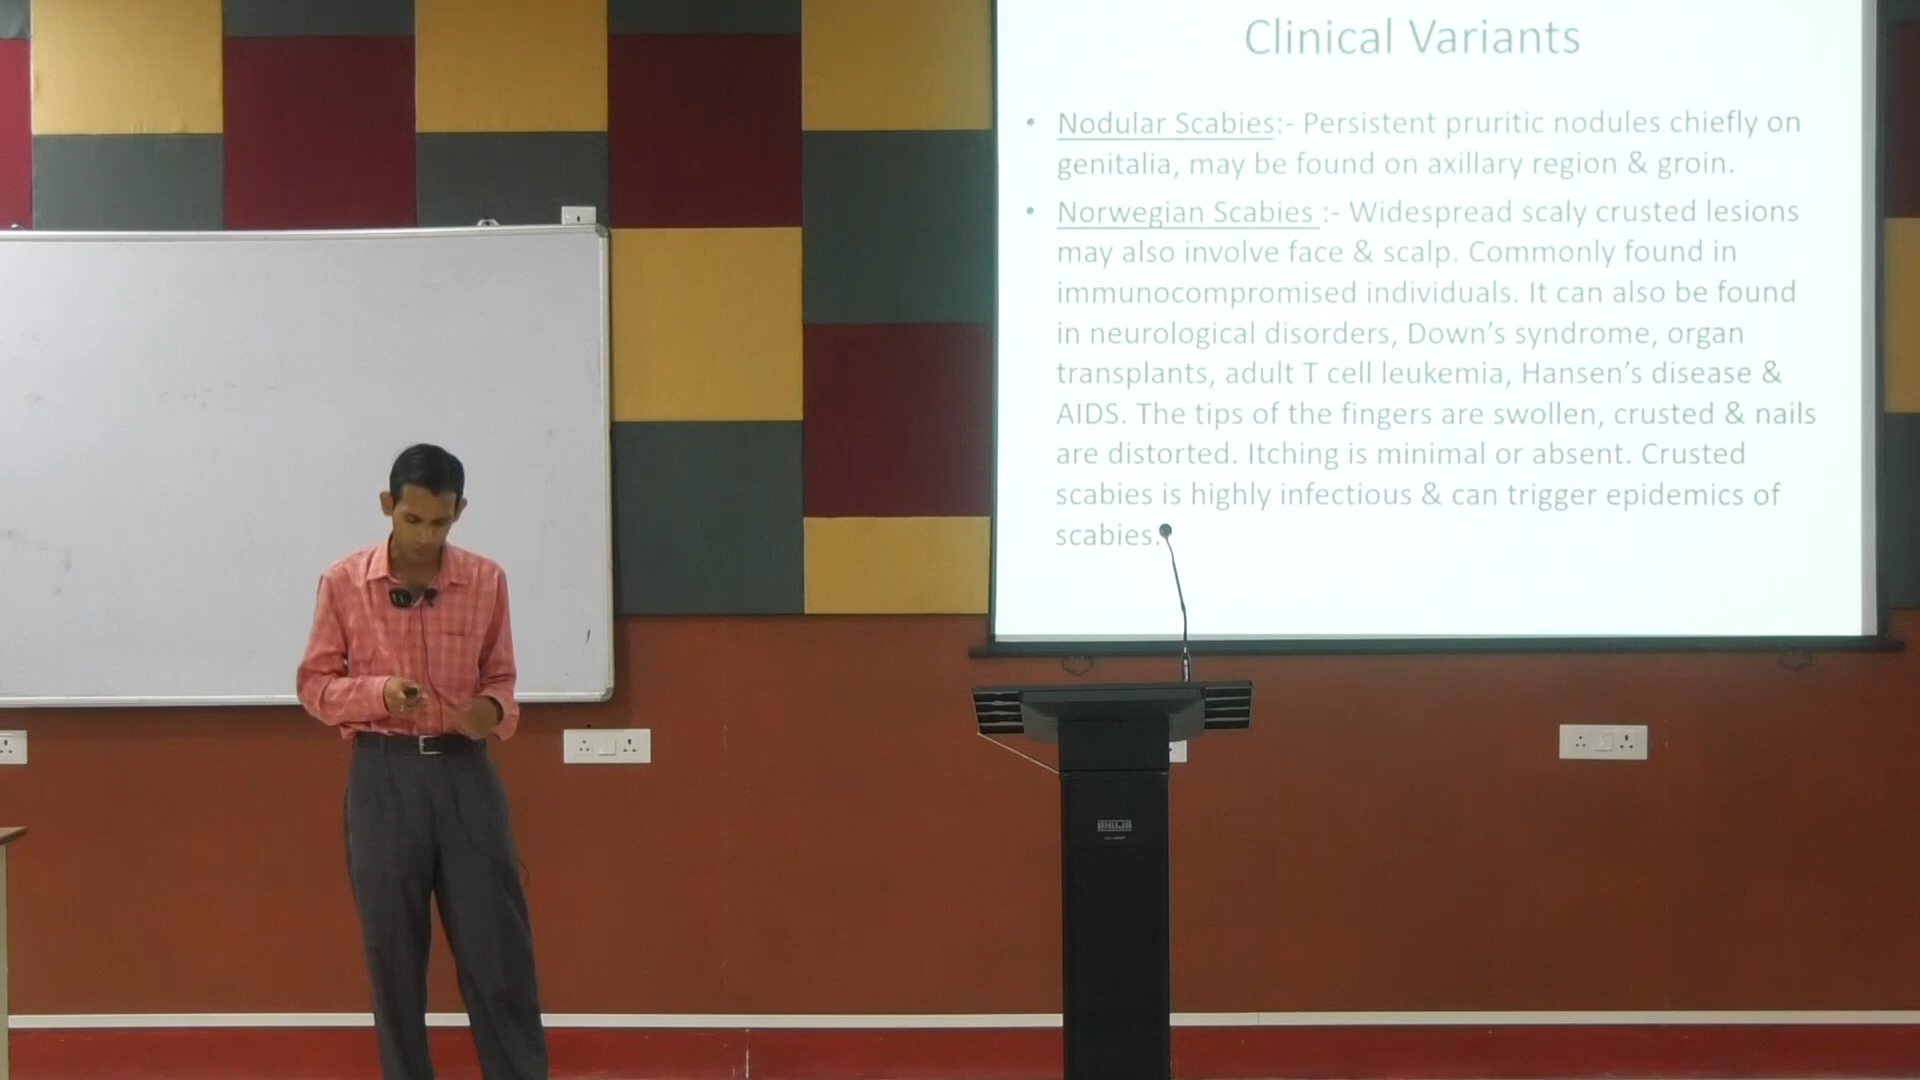 Clinical Variants
• Nodular Scabies:- Persistent pruritic nodules chiefly on
genitalia, may be found on axillary region & groin.
• Norwegian Scabies :- Widespread scaly crusted lesions
may also involve face & scalp. Commonly found in
immunocompromised individuals. It can also be found
in neurological disorders, Down’s syndrome, organ
transplants, adult T cell leukemia, Hansen’s disease &
AIDS. The tips of the fingers are swollen, crusted & nails
are distorted. Itching is minimal or absent. Crusted
scabies is highly infectious & can trigger epidemics of
scabies.
AHUJA